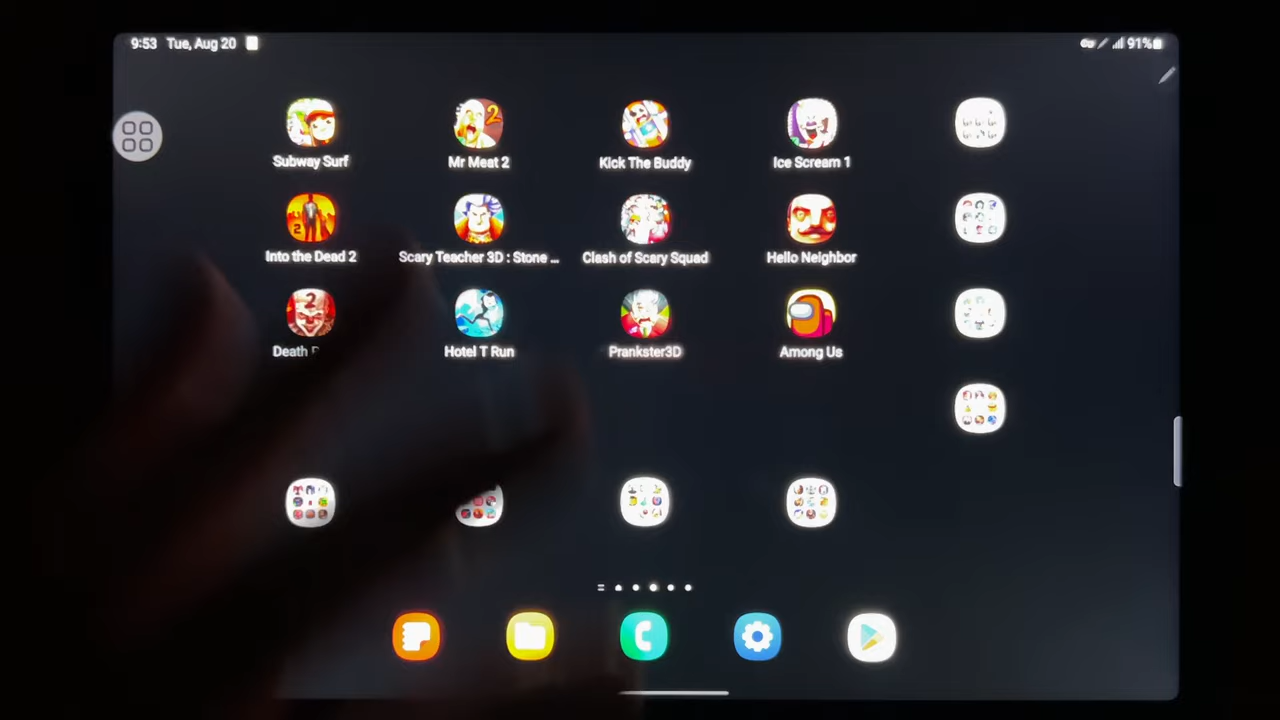 9:53 Tue, Aug 20
91%
Subway Surf
Mr Meat 2
Kick The Buddy
Ice Scream 1
Into the Dead 2
Scary Teacher 3D : Stone ...
Clash of Scary Squad
Hello Neighbor
Death
Hotel T Run
Prankster3D
Among Us